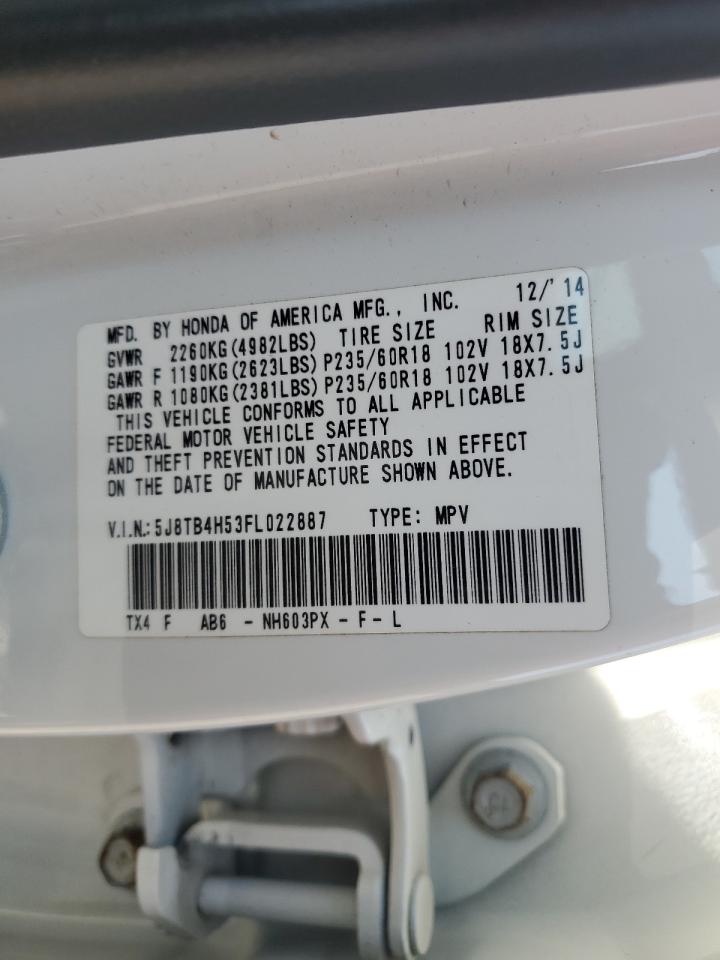 MFD. BY HONDA OF AMERICA MFG., INC. 12/'14
GVWR 2260KG(4982LBS) TIRE SIZE RIM SIZE
GAWR F 1190KG(2623LBS) P235/60R18 102V 18X7.5J
GAWR R 1080KG(2381LBS) P235/60R18 102V 18X7.5J
THIS VEHICLE CONFORMS TO ALL APPLICABLE
FEDERAL MOTOR VEHICLE SAFETY
AND THEFT PREVENTION STANDARDS IN EFFECT
ON THE DATE OF MANUFACTURE SHOWN ABOVE.
V.I.N.: 5J8TB4H53FL022887 TYPE: MPV
TX4 F AB6 - NH603PX - F - L